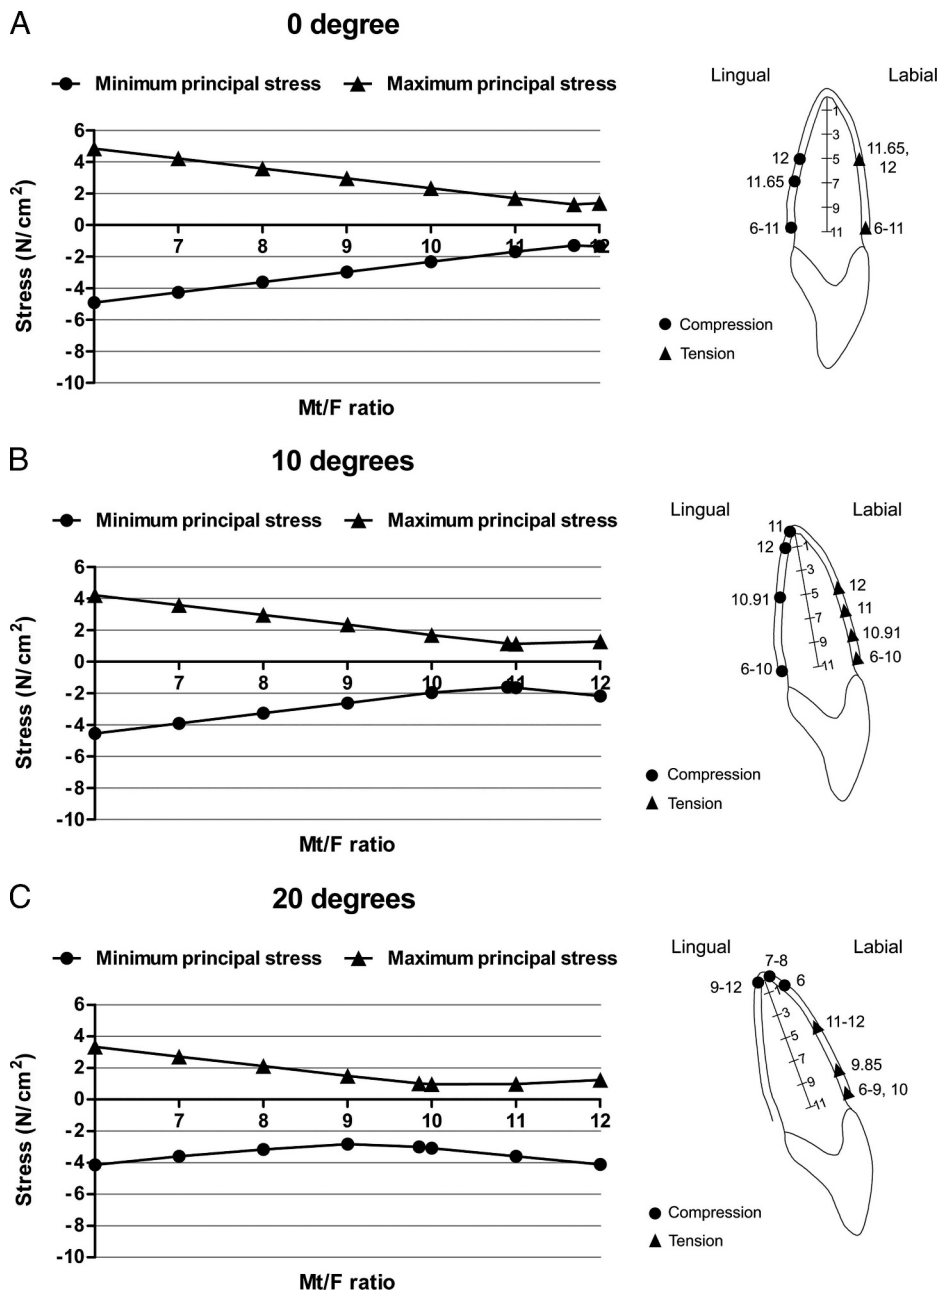 A
0 degree
Minimum principal stress
Maximum principal stress
6
4
2
0
-2
-4
-6
-8
-10
Stress (N/cm²)
7
8
9
10
11
12
Mt/F ratio
Lingual
Labial
1
3
5
7
9
11
12
11.65
6-11
11.65,
12
6-11
Compression
Tension
B
10 degrees
Minimum principal stress
Maximum principal stress
6
4
2
0
-2
-4
-6
-8
-10
Stress (N/cm²)
7
8
9
10
11
12
Mt/F ratio
Lingual
Labial
11
12
10.91
6-10
1
3
5
7
9
11
12
11
10.91
6-10
Compression
Tension
C
20 degrees
Minimum principal stress
Maximum principal stress
6
4
2
0
-2
-4
-6
-8
-10
Stress (N/cm²)
7
8
9
10
11
12
Mt/F ratio
Lingual
Labial
7-8
9-12
6
1
3
5
7
9
11
11-12
9.85
6-9, 10
Compression
Tension